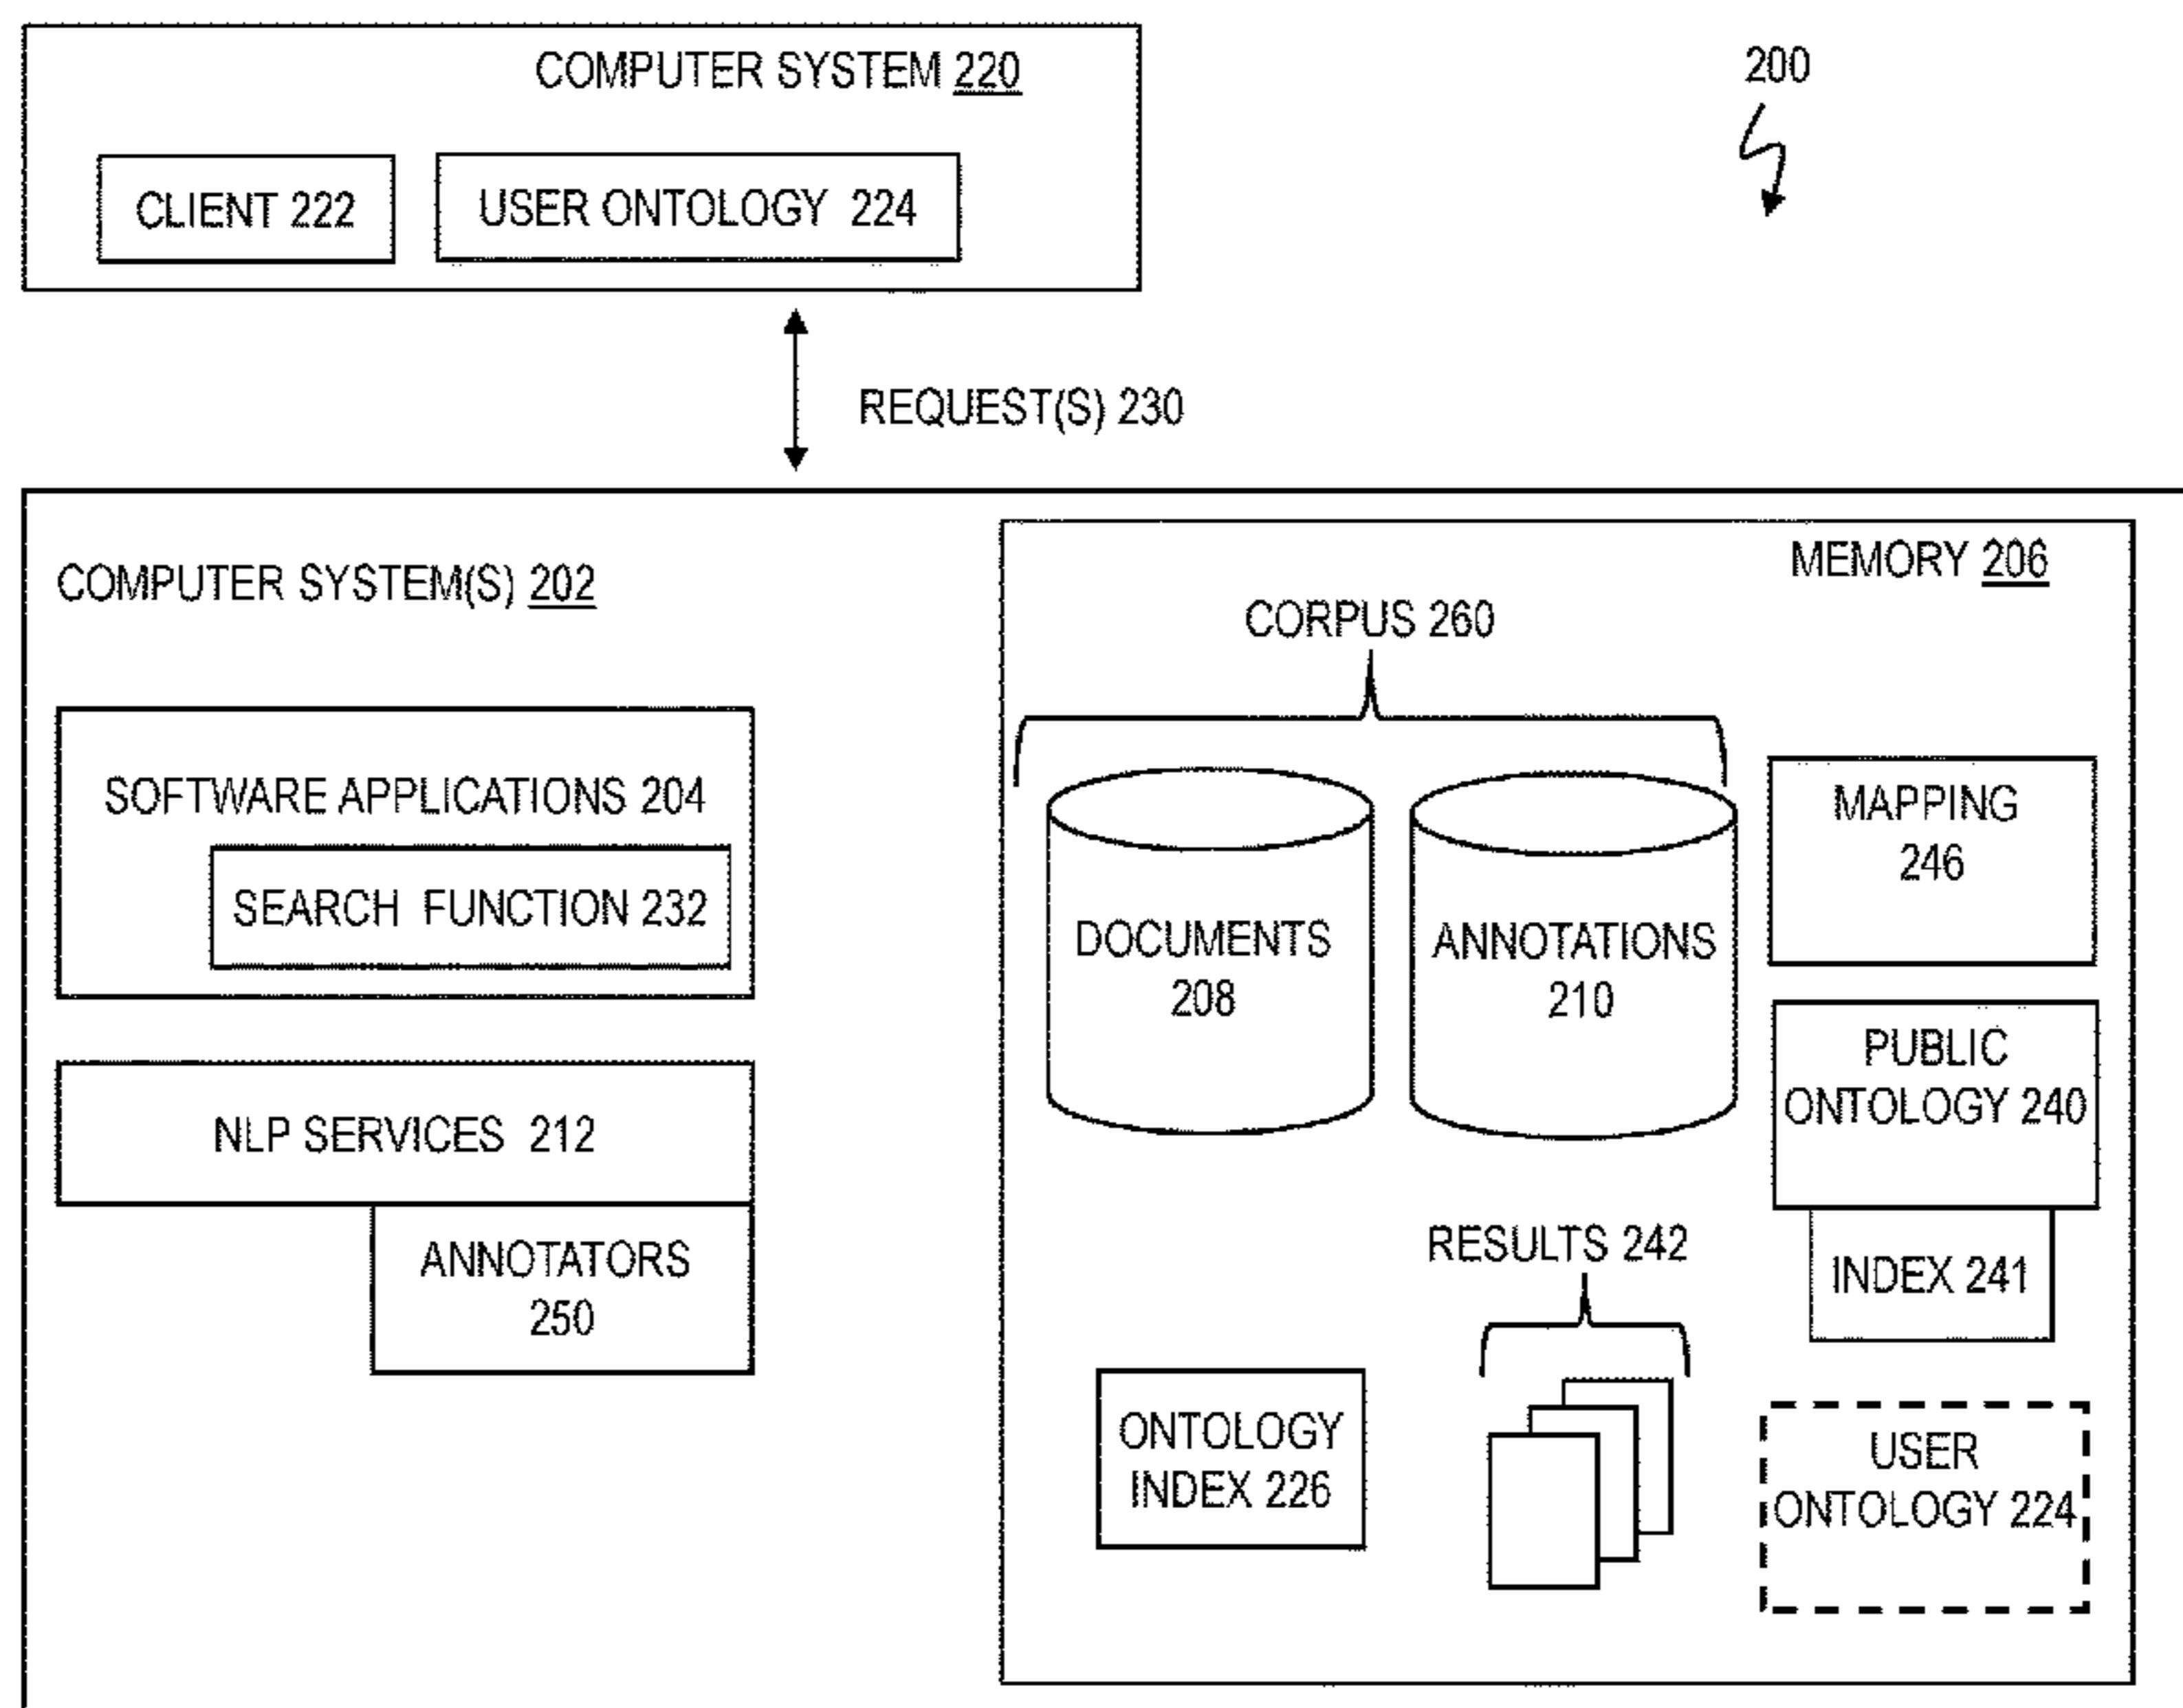 COMPUTER SYSTEM 220
200
CLIENT 222
USER ONTOLOGY 224
REQUEST(S) 230
COMPUTER SYSTEM(S) 202
MEMORY 206
CORPUS 260
SOFTWARE APPLICATIONS 204
SEARCH FUNCTION 232
DOCUMENTS
208
ANNOTATIONS
210
MAPPING
246
PUBLIC
ONTOLOGY 240
INDEX 241
NLP SERVICES 212
ANNOTATORS
250
RESULTS 242
ONTOLOGY
INDEX 226
USER
ONTOLOGY 224